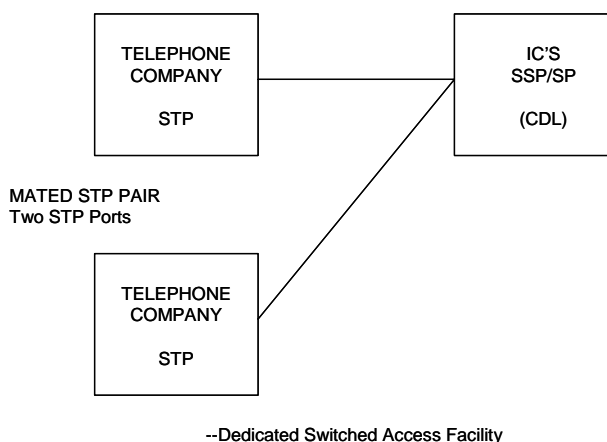 TELEPHONE
COMPANY
STP
IC'S
SSP/SP
(CDL)
MATED STP PAIR
Two STP Ports
TELEPHONE
COMPANY
STP
--Dedicated Switched Access Facility